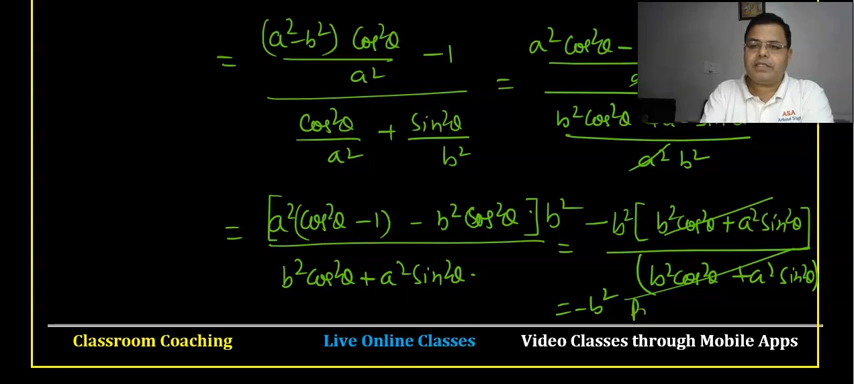 = (a²-b²) cos²θ / a² - 1 / cos²θ / a² + sin²θ / b² = a² cos²θ - / b² cos²θ / a² b²
= [a²(cos²θ - 1) - b² cos²θ] b² / b² cos²θ + a² sin²θ = -b² [b² cos²θ + a² sin²θ] / (b² cos²θ + a² sin²θ)
= -b²
ASA
Classroom Coaching Live Online Classes Video Classes through Mobile Apps